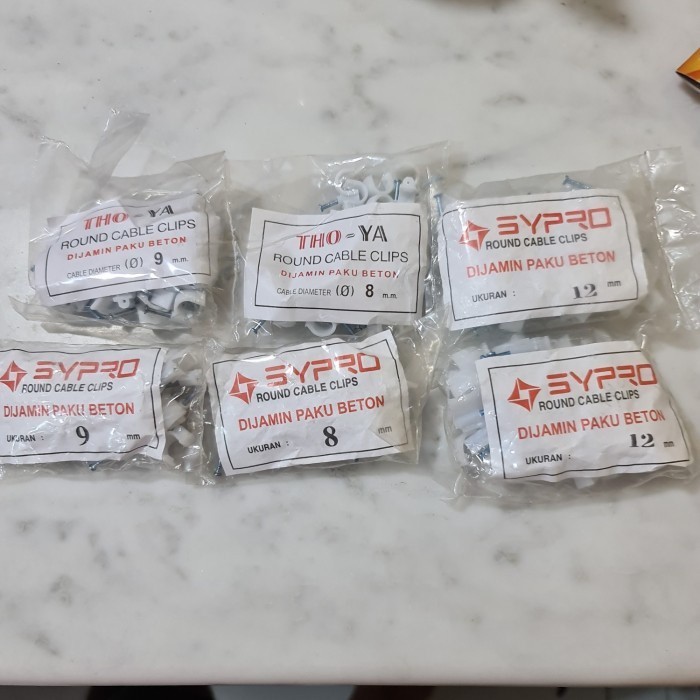 THO = YA
ROUND CABLE CLIPS
DIJAMIN PAKU BETON
CABLE DIAMETER (Ø) 9 m.m.
THO = YA
ROUND CABLE CLIPS
DIJAMIN PAKU BETON
CABLE DIAMETER (Ø) 8 m.m.
SYPRO
ROUND CABLE CLIPS
DIJAMIN PAKU BETON
UKURAN : 12 mm
SYPRO
ROUND CABLE CLIPS
DIJAMIN PAKU BETON
UKURAN : 9 mm
SYPRO
ROUND CABLE CLIPS
DIJAMIN PAKU BETON
UKURAN : 8 mm
SYPRO
ROUND CABLE CLIPS
DIJAMIN PAKU BETON
UKURAN : 12 mm